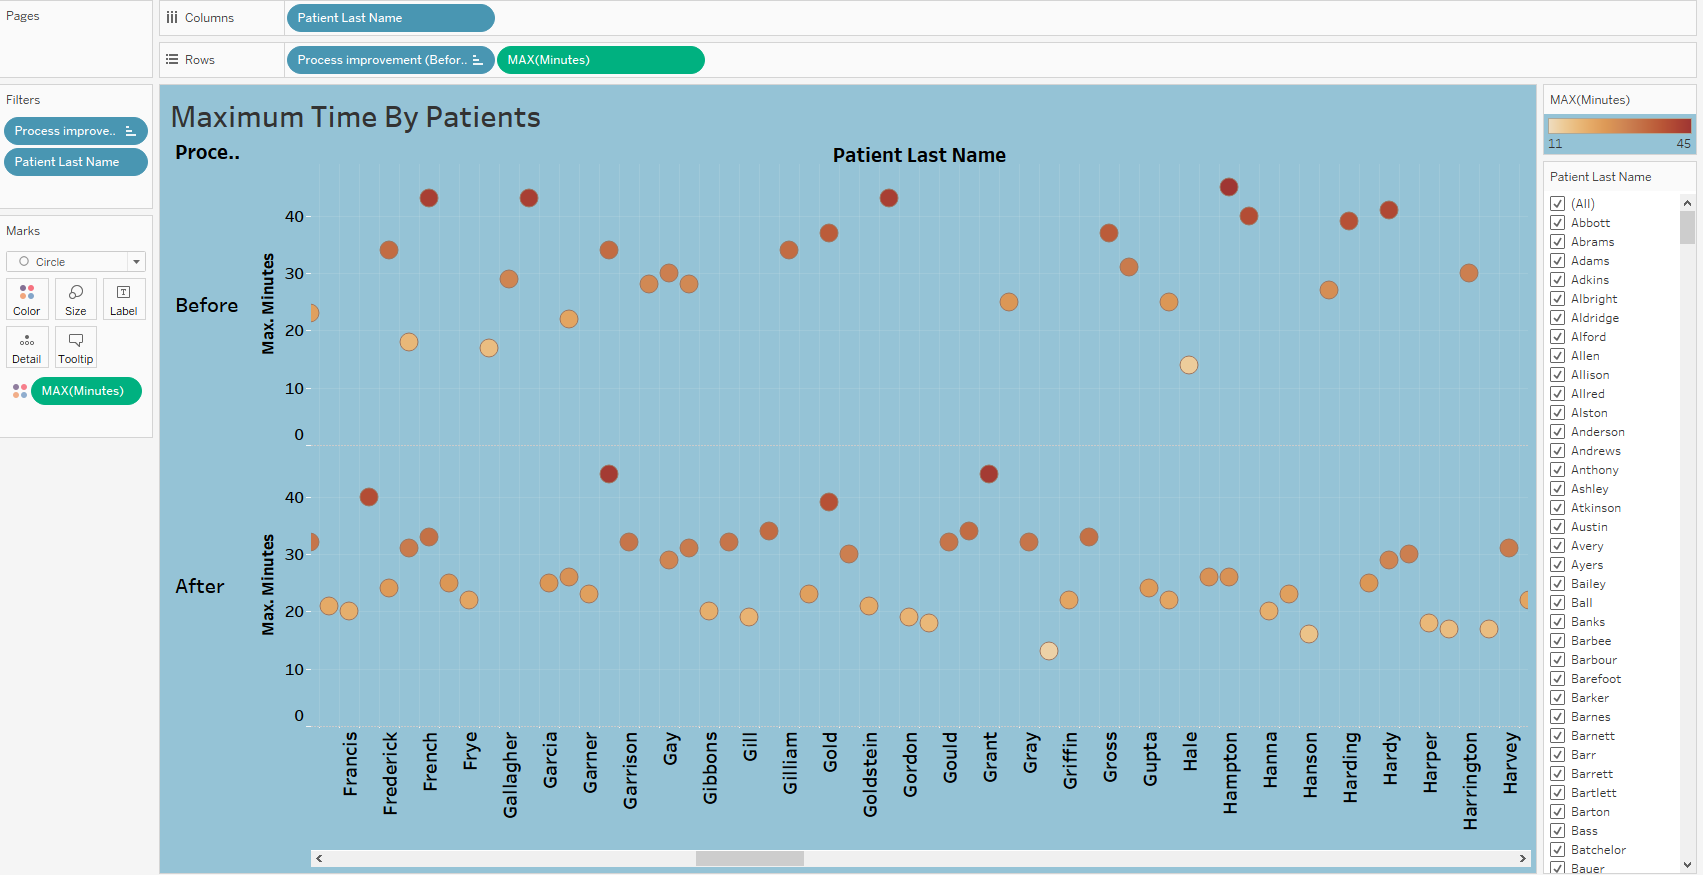 Pages
Columns
Patient Last Name
Rows
Process improvement (Befor..
MAX(Minutes)
Filters
Process improve..
Patient Last Name
Marks
Circle
Color
Size
Label
Detail
Tooltip
MAX(Minutes)
Maximum Time By Patients
Proce..
Patient Last Name
Before
Max. Minutes
40
30
20
10
0
After
Max. Minutes
40
30
20
10
0
Francis
Frederick
French
Frye
Gallagher
Garcia
Garner
Garrison
Gay
Gibbons
Gill
Gilliam
Gold
Goldstein
Gordon
Gould
Grant
Gray
Griffin
Gross
Gupta
Hale
Hampton
Hanna
Hanson
Harding
Hardy
Harper
Harrington
Harvey
MAX(Minutes)
11 45
Patient Last Name
(All)
Abbott
Abrams
Adams
Adkins
Albright
Aldridge
Alford
Allen
Allison
Allred
Alston
Anderson
Andrews
Anthony
Ashley
Atkinson
Austin
Avery
Ayers
Bailey
Ball
Banks
Barbee
Barbour
Barefoot
Barker
Barnes
Barnett
Barr
Barrett
Bartlett
Barton
Bass
Batchelor
Bauer